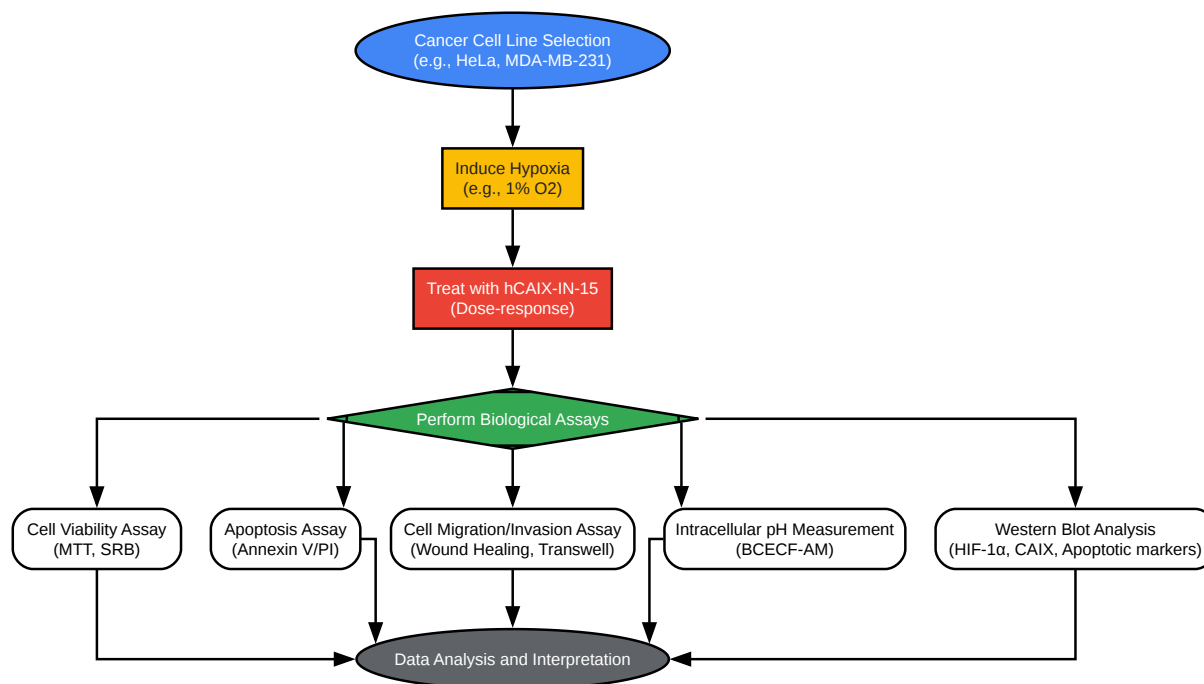 Cancer Cell Line Selection
(e.g., HeLa, MDA-MB-231)
Induce Hypoxia
(e.g., 1% O2)
Treat with hCAIX-IN-15
(Dose-response)
Perform Biological Assays
Cell Viability Assay
(MTT, SRB)
Apoptosis Assay
(Annexin V/PI)
Cell Migration/Invasion Assay
(Wound Healing, Transwell)
Intracellular pH Measurement
(BCECF-AM)
Western Blot Analysis
(HIF-1α, CAIX, Apoptotic markers)
Data Analysis and Interpretation